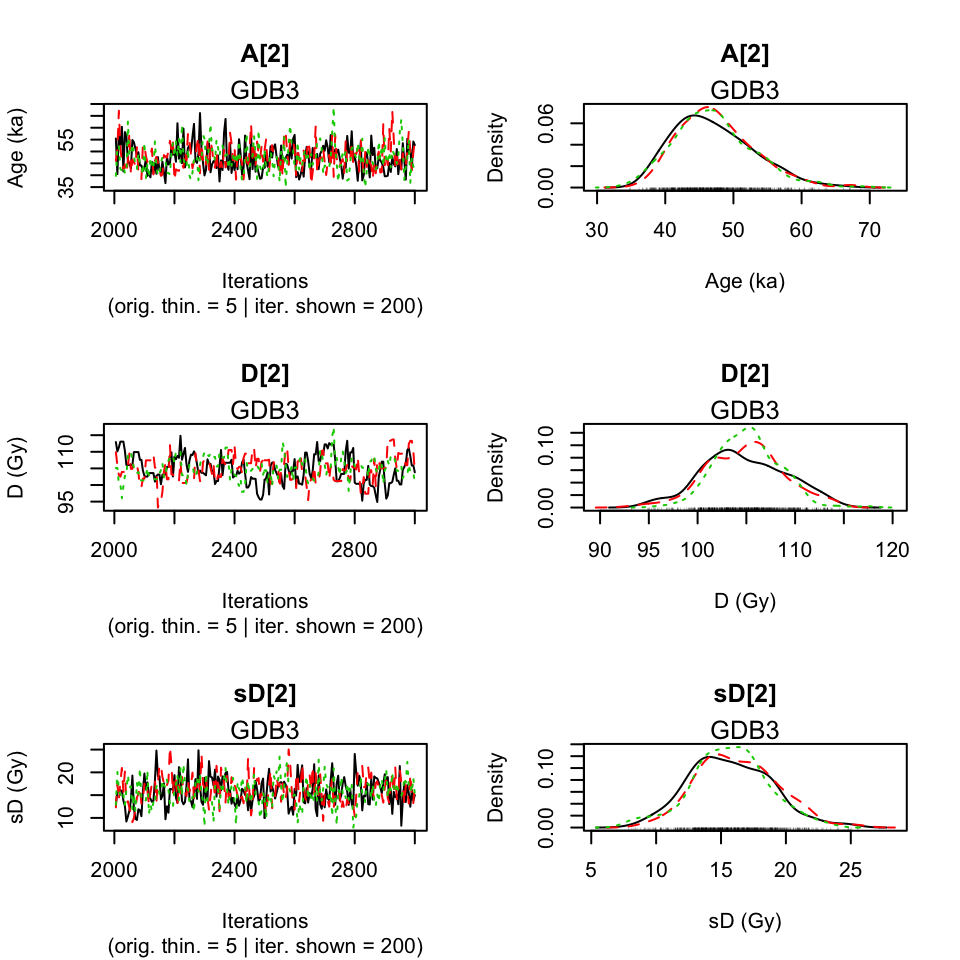 A[2]
GDB3
Age (ka)
35 55
2000 2400 2800
Iterations
(orig. thin. = 5 | iter. shown = 200)
A[2]
GDB3
Density
0.00 0.06
30 40 50 60 70
Age (ka)
D[2]
GDB3
D (Gy)
95 110
2000 2400 2800
Iterations
(orig. thin. = 5 | iter. shown = 200)
D[2]
GDB3
Density
0.00 0.10
90 95 100 110 120
D (Gy)
sD[2]
GDB3
sD (Gy)
10 20
2000 2400 2800
Iterations
(orig. thin. = 5 | iter. shown = 200)
sD[2]
GDB3
Density
0.00 0.10
5 10 15 20 25
sD (Gy)